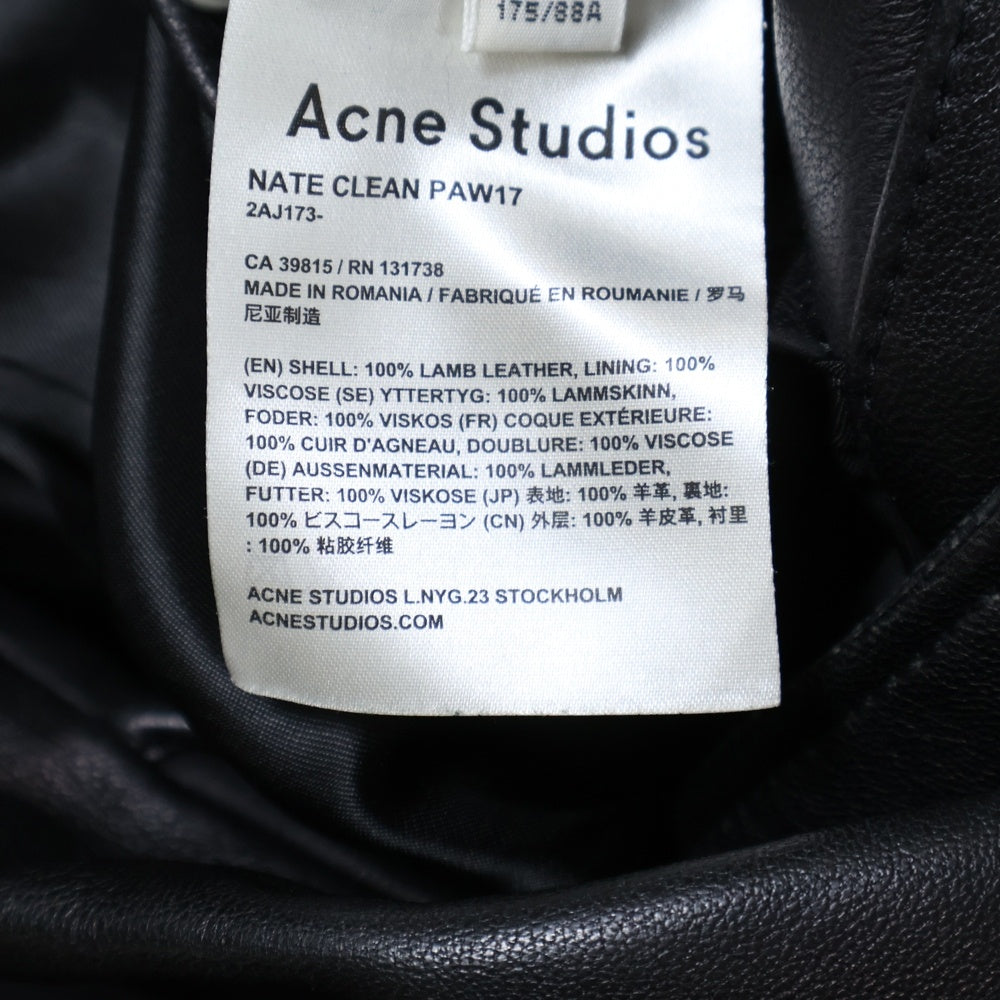 175/88A
Acne Studios
NATE CLEAN PAW17
2AJ173-
CA 39815 / RN 131738
MADE IN ROMANIA / FABRIQUÉ EN ROUMANIE / 罗马
尼亚制造
(EN) SHELL: 100% LAMB LEATHER, LINING: 100%
VISCOSE (SE) YTTERTYG: 100% LAMMSKINN,
FODER: 100% VISKOS (FR) COQUE EXTÉRIEURE:
100% CUIR D'AGNEAU, DOUBLURE: 100% VISCOSE
(DE) AUSSENMATERIAL: 100% LAMMLEDER,
FUTTER: 100% VISKOSE (JP) 表地: 100% 羊革, 裏地:
100% ビスコースレーヨン (CN) 外层: 100% 羊皮革, 衬里
: 100% 粘胶纤维
ACNE STUDIOS L.NYG.23 STOCKHOLM
ACNESTUDIOS.COM